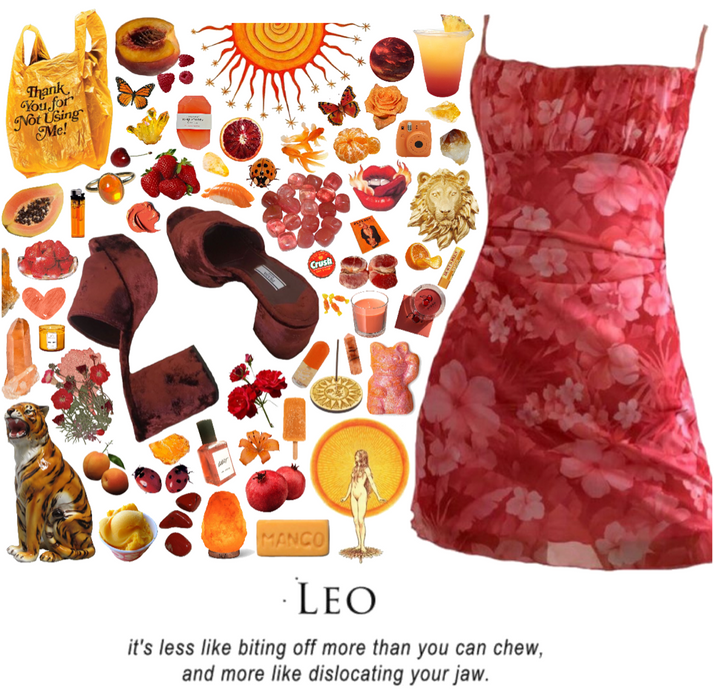 Thank
You for
Not Using
Me!
Crush
MANGO
LEO
it's less like biting off more than you can chew,
and more like dislocating your jaw.